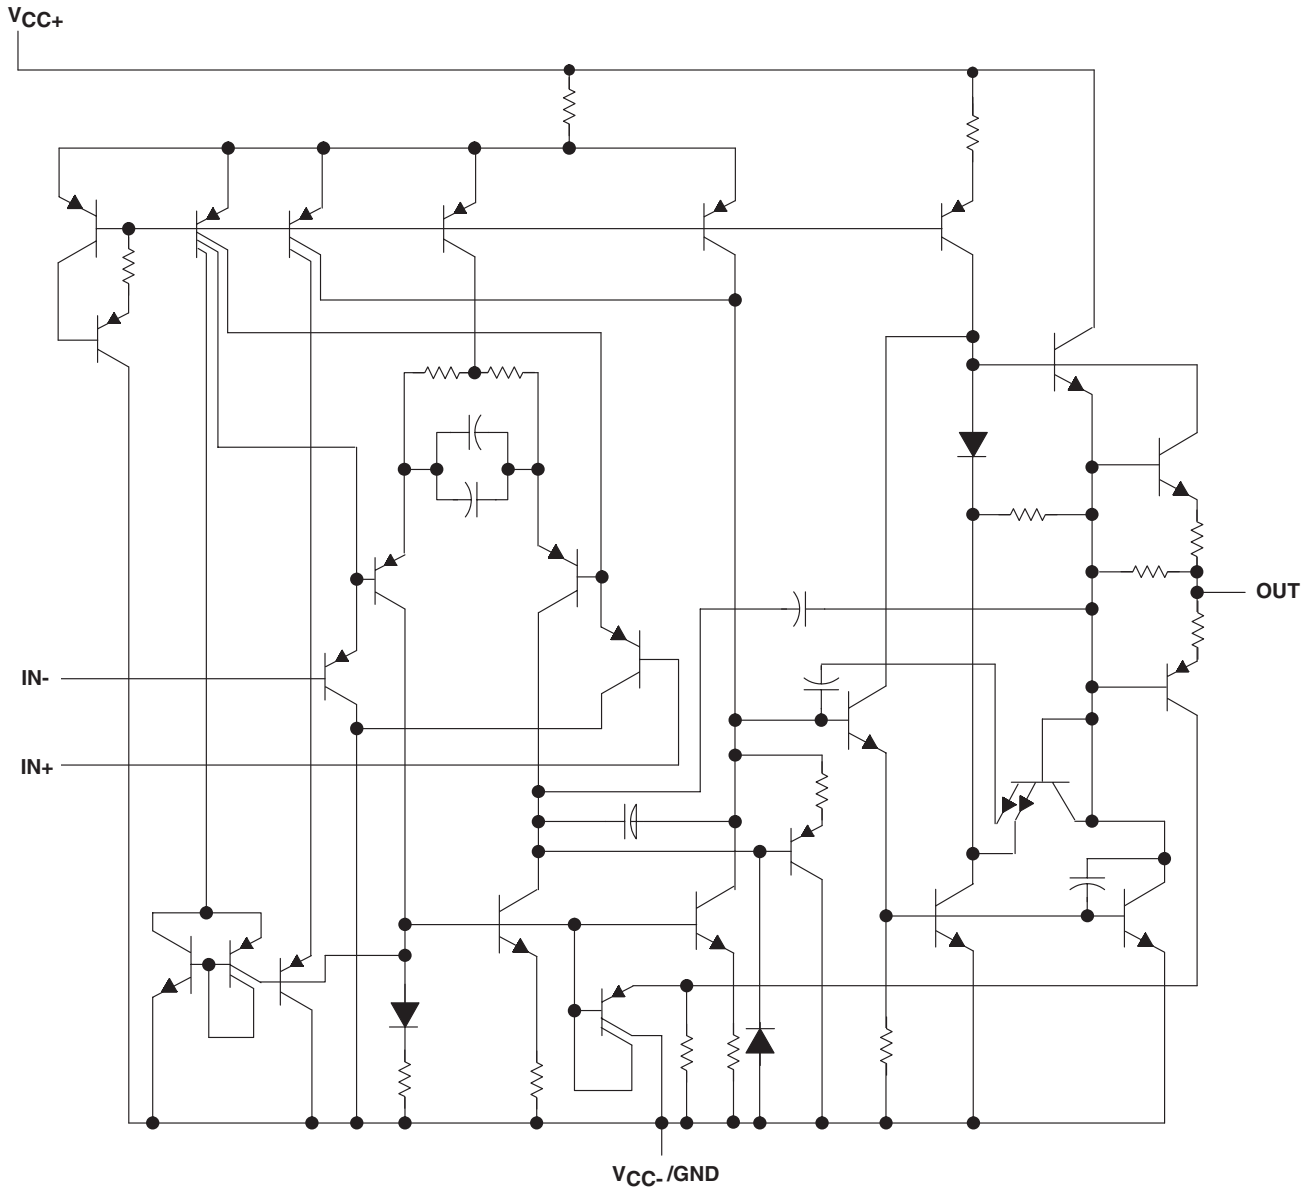 VCC+
OUT
IN-
IN+
VCC-/GND